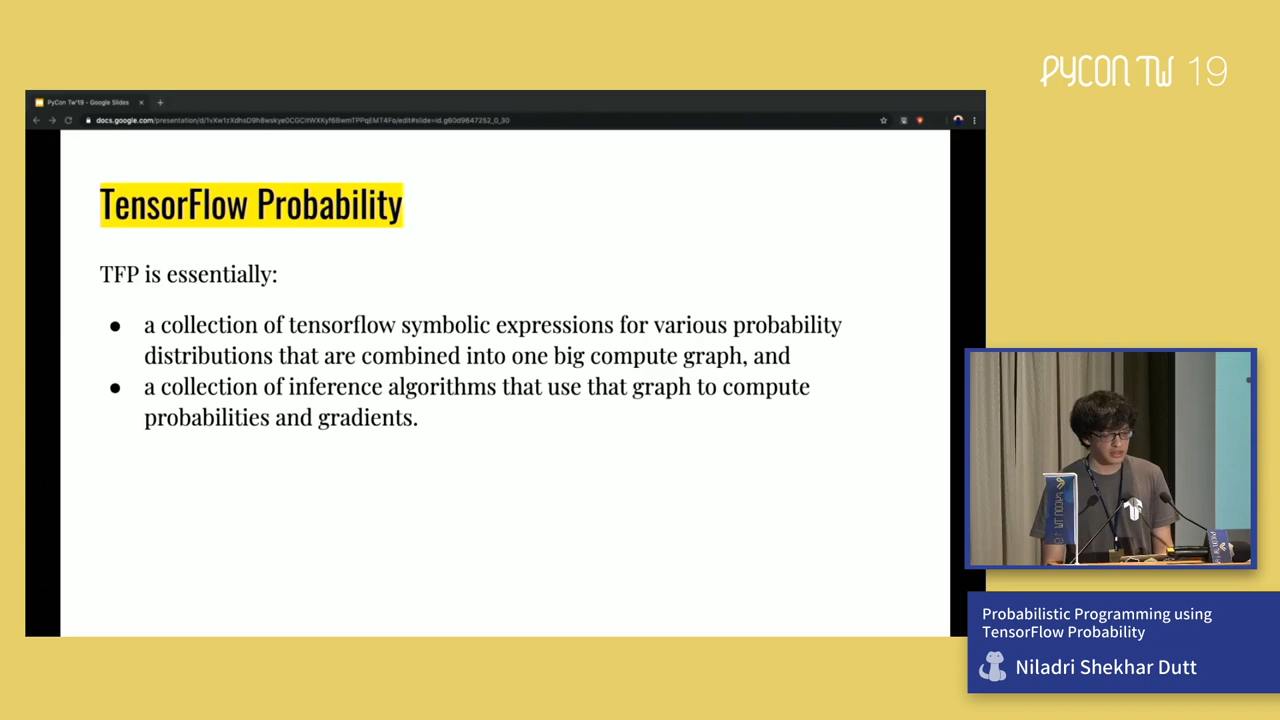 PYCON TW 19
PyCon Tw'19 - Google Slides
TensorFlow Probability
TFP is essentially:
● a collection of tensorflow symbolic expressions for various probability
distributions that are combined into one big compute graph, and
● a collection of inference algorithms that use that graph to compute
probabilities and gradients.
Probabilistic Programming using
TensorFlow Probability
Niladri Shekhar Dutt